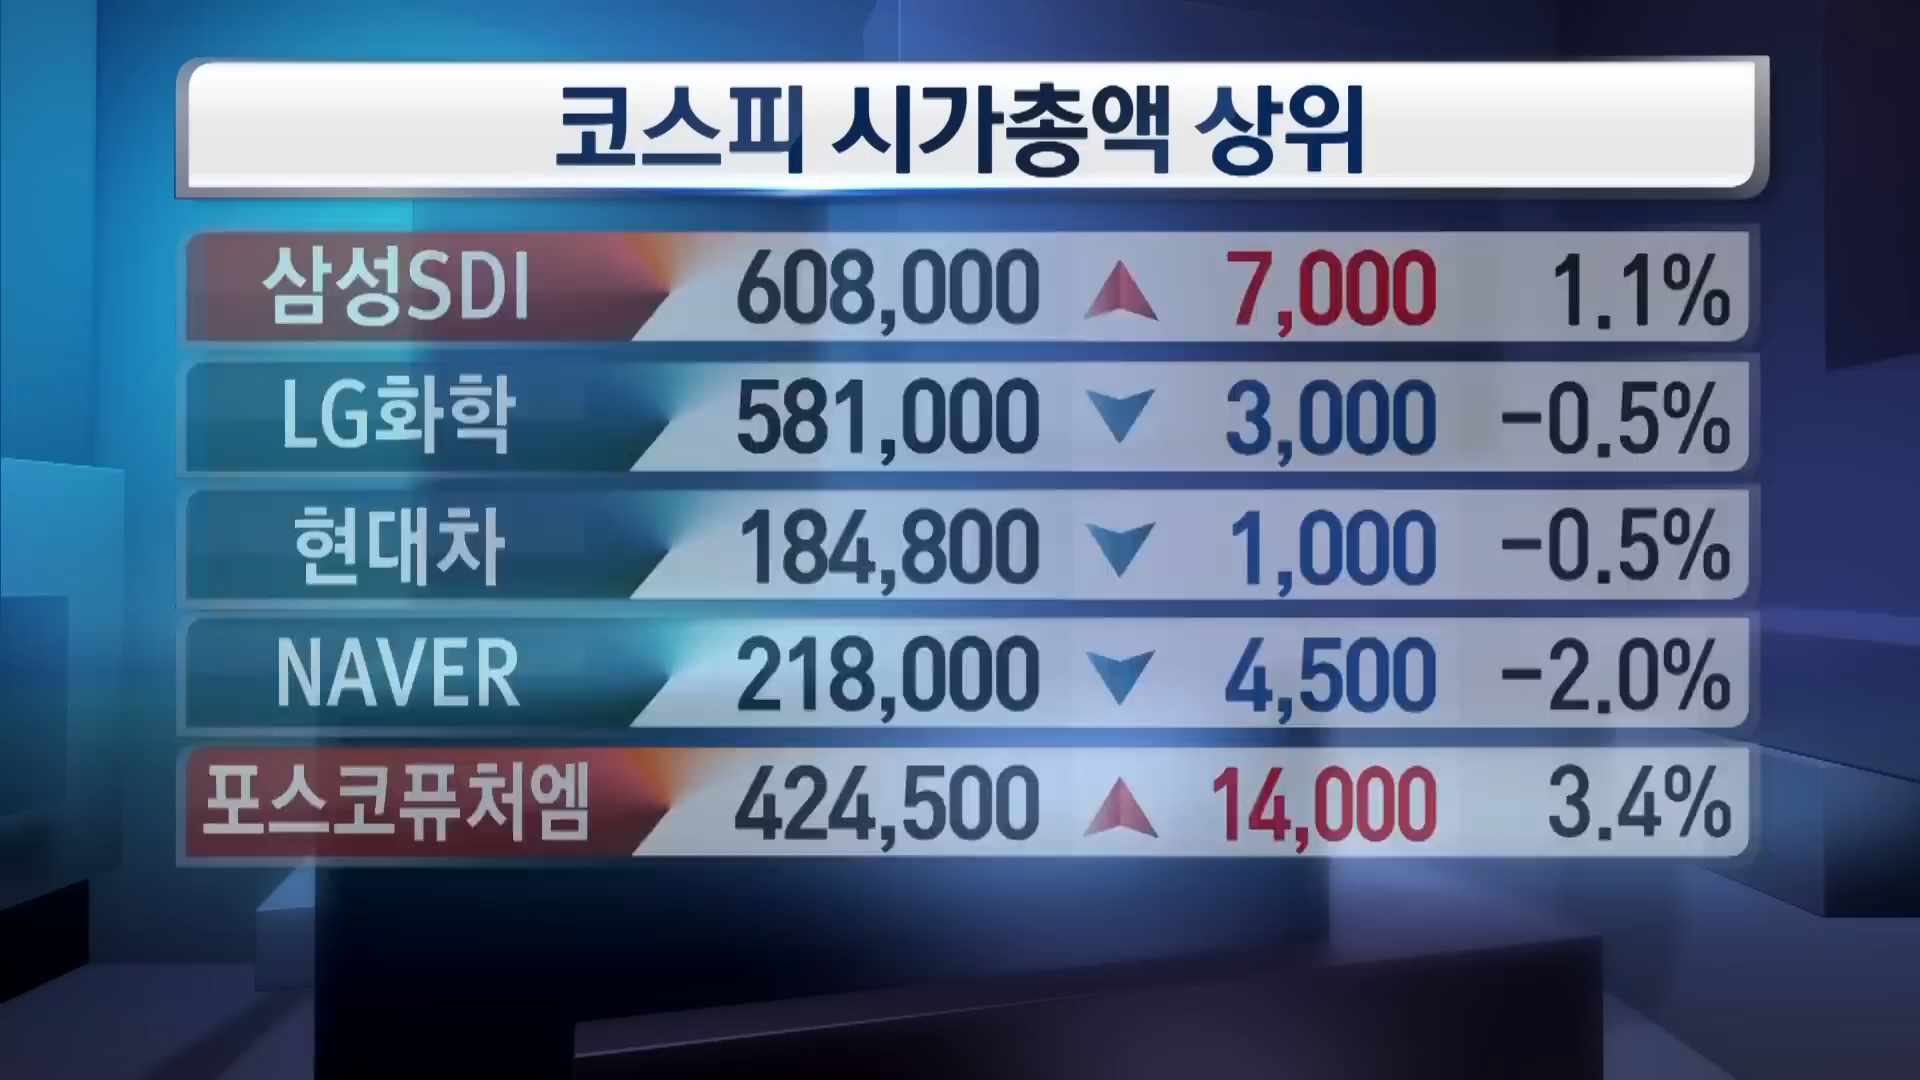 코스피 시가총액 상위
삼성SDI 608,000 ▲ 7,000 1.1%
LG화학 581,000 ▼ 3,000 -0.5%
현대차 184,800 ▼ 1,000 -0.5%
NAVER 218,000 ▼ 4,500 -2.0%
포스코퓨처엠 424,500 ▲ 14,000 3.4%